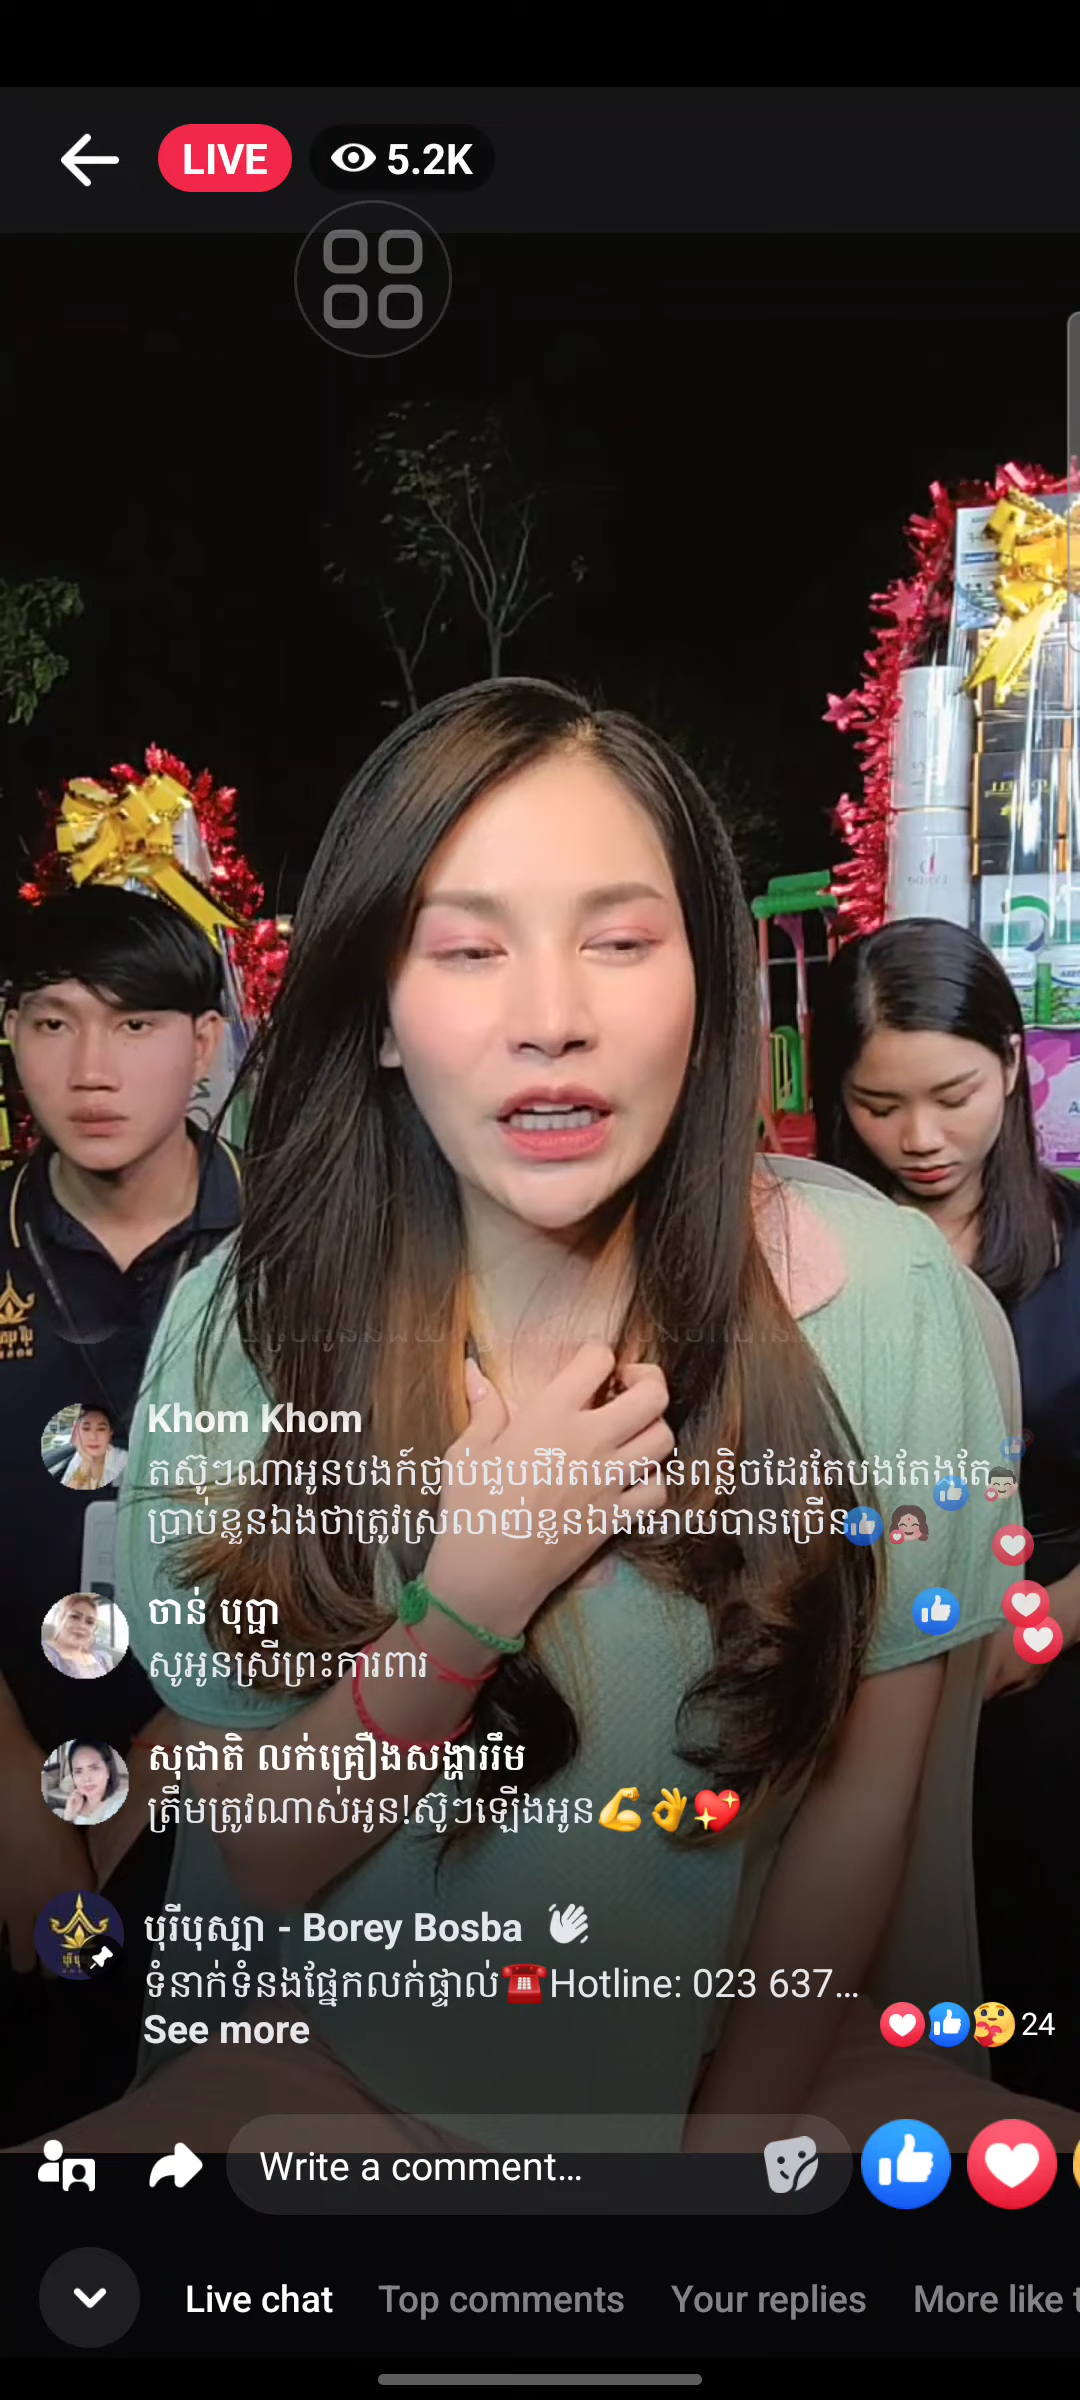 LIVE
5.2K
Khom Khom
តស៊ូៗណាអូនបងក៍ថ្លាប់ជួបជីវិតគេជាន់ពន្លិចដែរតែបងតែងតែ
ប្រាប់ខ្លួនឯងថាត្រូវស្រលាញ់ខ្លួនឯងអោយបានច្រើន
ចាន់ បុប្ផា
សូអូនស្រីព្រះការពារ
សុជាតិ លក់គ្រឿងសង្ហារឹម
ត្រឹមត្រូវណាស់អូន!ស៊ូៗឡើងអូន💪👌💖
បុរីបុស្បា - Borey Bosba
ទំនាក់ទំនងផ្នែកលក់ផ្ទាល់☎️Hotline: 023 637...
See more
24
Write a comment...
Live chat
Top comments
Your replies
More like t